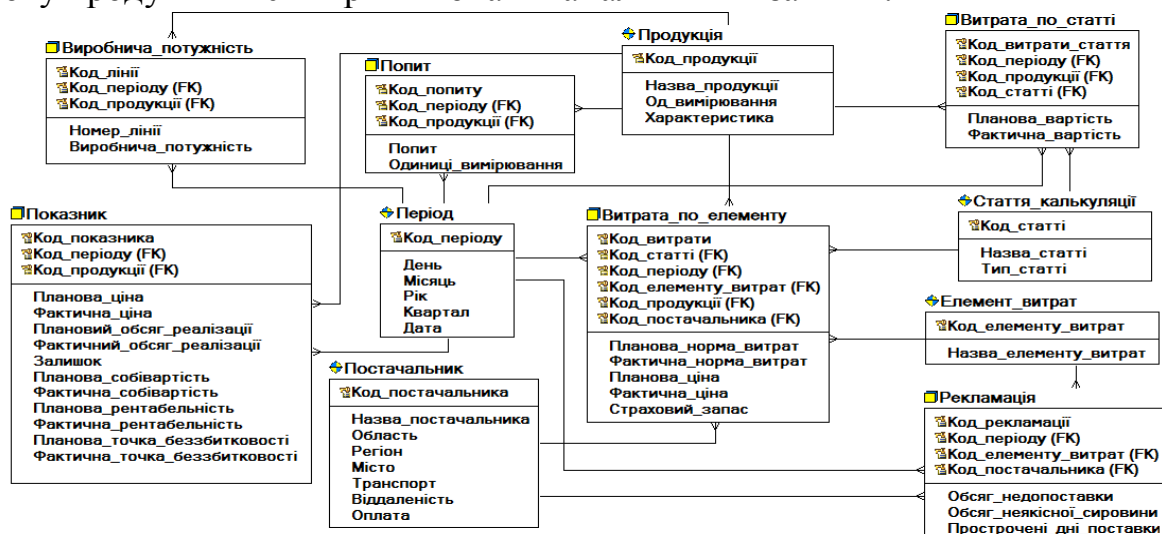 Виробнича_потужність
Код_лінії
Код_періоду (FK)
Код_продукції (FK)
Номер_лінії
Виробнича_потужність
Попит
Код_попиту
Код_періоду (FK)
Код_продукції (FK)
Попит
Одиниці_вимірювання
Продукція
Код_продукції
Назва_продукції
Од_вимірювання
Характеристика
Витрата_по_статті
Код_витрати_стаття
Код_періоду (FK)
Код_продукції (FK)
Код_статті (FK)
Планова_вартість
Фактична_вартість
Показник
Код_показника
Код_періоду (FK)
Код_продукції (FK)
Планова_ціна
Фактична_ціна
Плановий_обсяг_реалізації
Фактичний_обсяг_реалізації
Залишок
Планова_собівартість
Фактична_собівартість
Планова_рентабельність
Фактична_рентабельність
Планова_точка_беззбитковості
Фактична_точка_беззбитковості
Період
Код_періоду
День
Місяць
Рік
Квартал
Дата
Витрата_по_елементу
Код_витрати
Код_статті (FK)
Код_періоду (FK)
Код_елементу_витрат (FK)
Код_продукції (FK)
Код_постачальника (FK)
Планова_норма_витрат
Фактична_норма_витрат
Планова_ціна
Фактична_ціна
Страховий_запас
Стаття_калькуляції
Код_статті
Назва_статті
Тип_статті
Елемент_витрат
Код_елементу_витрат
Назва_елементу_витрат
Постачальник
Код_постачальника
Назва_постачальника
Область
Регіон
Місто
Транспорт
Віддаленість
Оплата
Рекламація
Код_рекламації
Код_періоду (FK)
Код_елементу_витрат (FK)
Код_постачальника (FK)
Обсяг_недопоставки
Обсяг_неякісної_сировини
Прострочені_дні_поставки